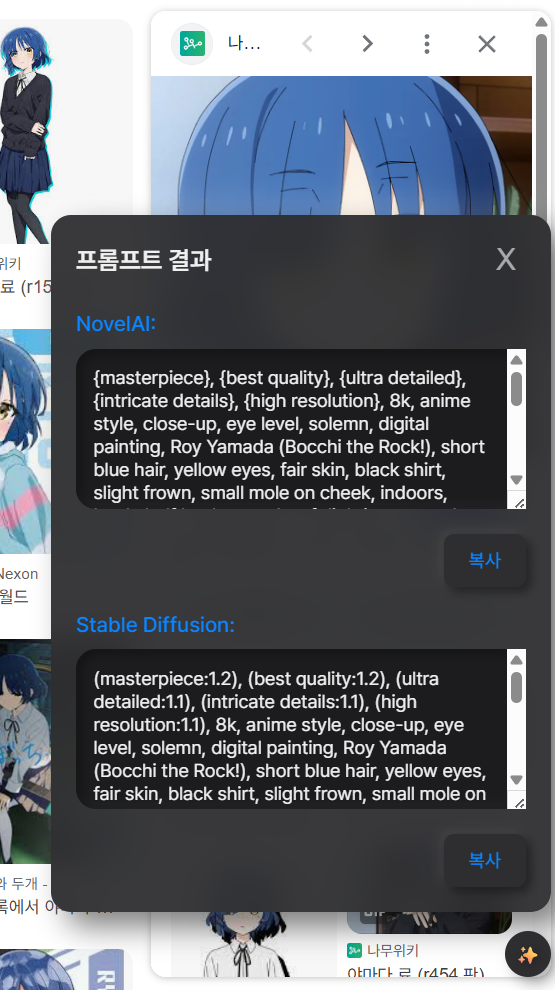 나...
프롬프트 결과
X
NovelAI:
{masterpiece}, {best quality}, {ultra detailed},
{intricate details}, {high resolution}, 8k, anime
style, close-up, eye level, solemn, digital
painting, Roy Yamada (Bocchi the Rock!), short
blue hair, yellow eyes, fair skin, black shirt,
slight frown, small mole on cheek, indoors,
복사
Stable Diffusion:
(masterpiece:1.2), (best quality:1.2), (ultra
detailed:1.1), (intricate details:1.1), (high
resolution:1.1), 8k, anime style, close-up, eye
level, solemn, digital painting, Roy Yamada
(Bocchi the Rock!), short blue hair, yellow eyes,
fair skin, black shirt, slight frown, small mole on
복사
위키
료 (r15
Nexon
월드
와 두개 -
록에서
나무위키
야마다 료 (r454 판)